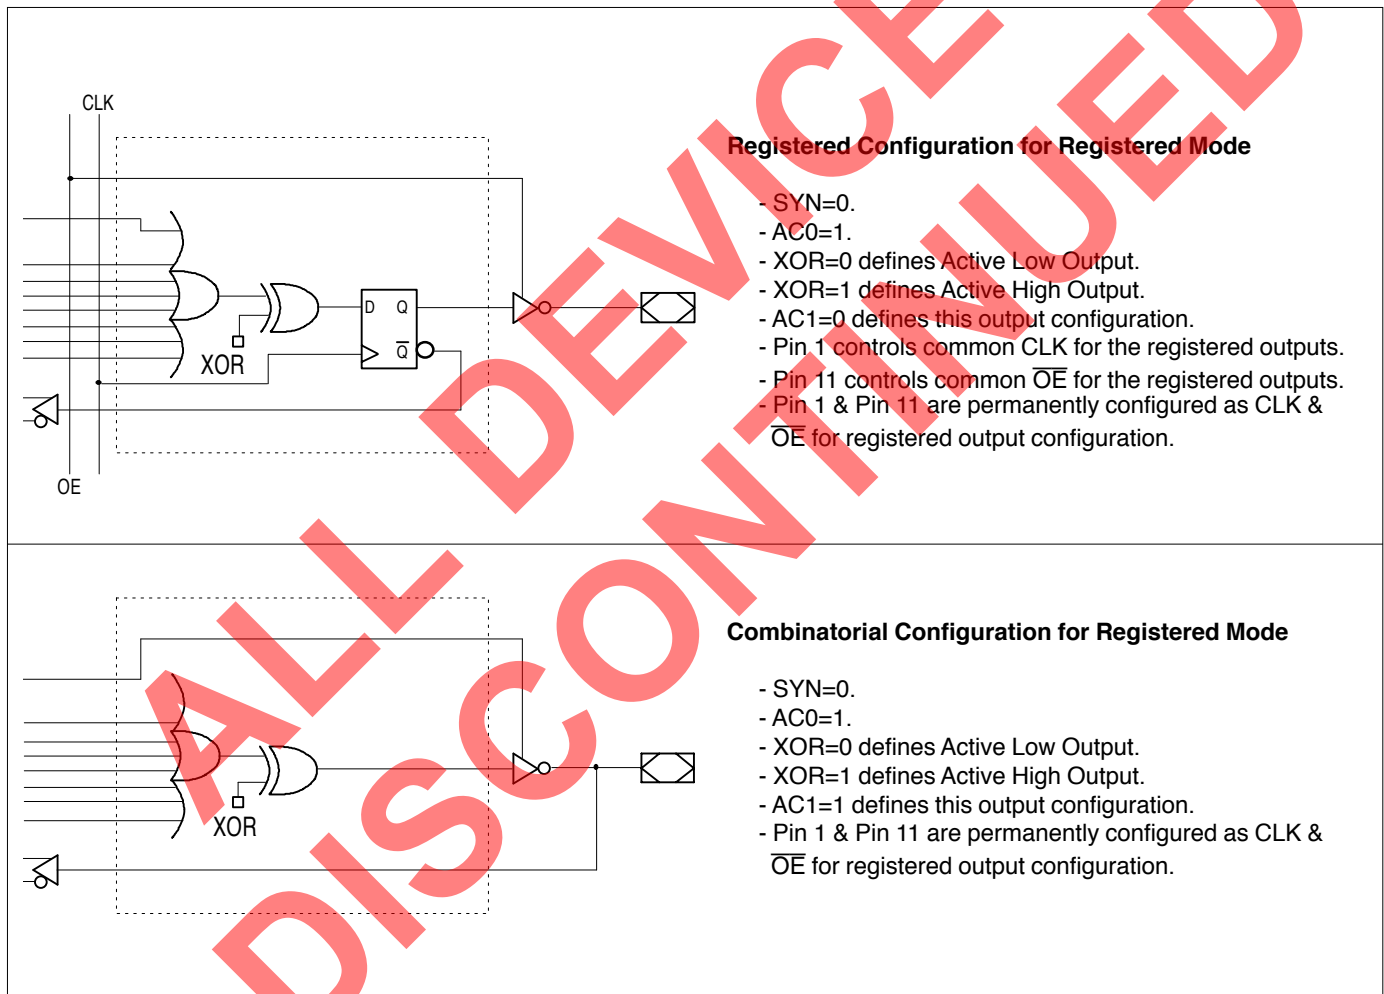 CLK
Registered Configuration for Registered Mode
- SYN=0.
- AC0=1.
- XOR=0 defines Active Low Output.
- XOR=1 defines Active High Output.
- AC1=0 defines this output configuration.
- Pin 1 controls common CLK for the registered outputs.
- Pin 11 controls common O̅E̅ for the registered outputs.
- Pin 1 & Pin 11 are permanently configured as CLK &
O̅E̅ for registered output configuration.
D Q
Q̅
XOR
OE
Combinatorial Configuration for Registered Mode
- SYN=0.
- AC0=1.
- XOR=0 defines Active Low Output.
- XOR=1 defines Active High Output.
- AC1=1 defines this output configuration.
- Pin 1 & Pin 11 are permanently configured as CLK &
O̅E̅ for registered output configuration.
XOR
ALL DEVICE
DISCONTINUED